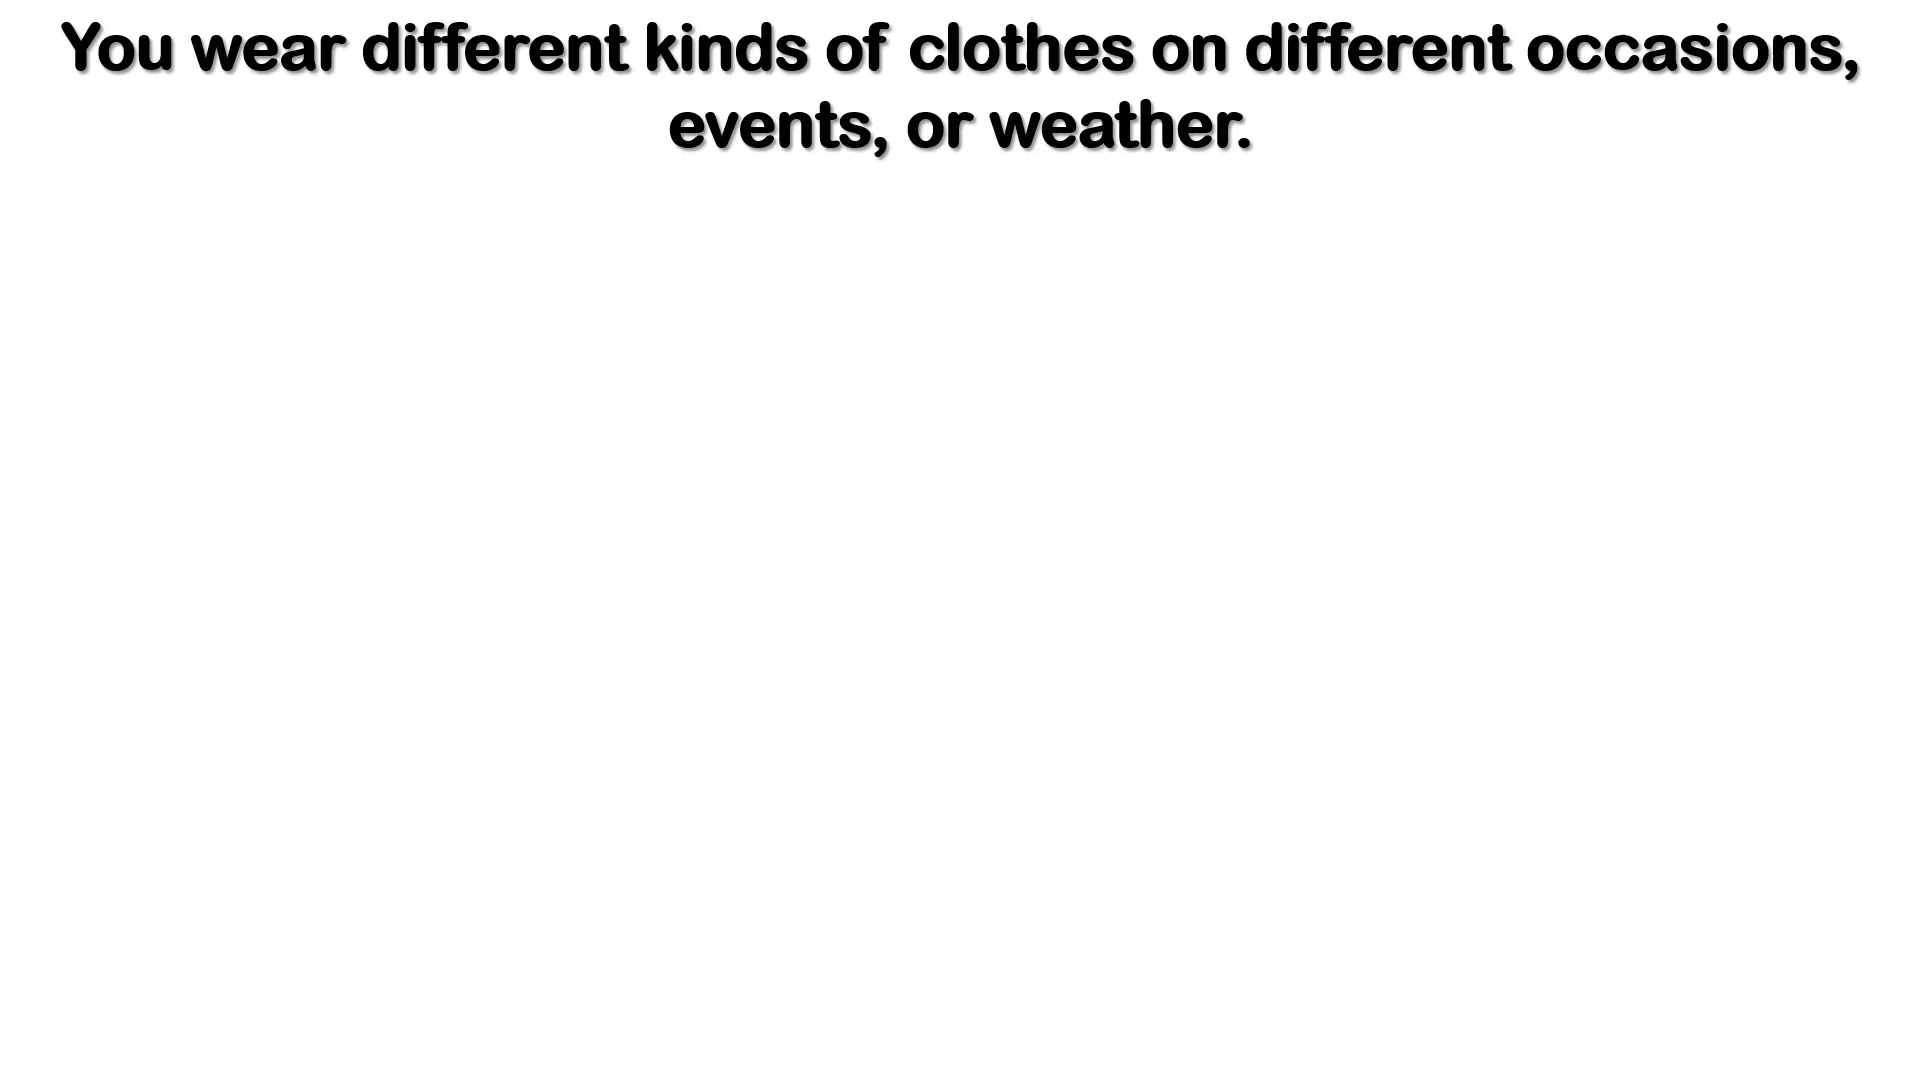 You wear different kinds of clothes on different occasions,
events, or weather.